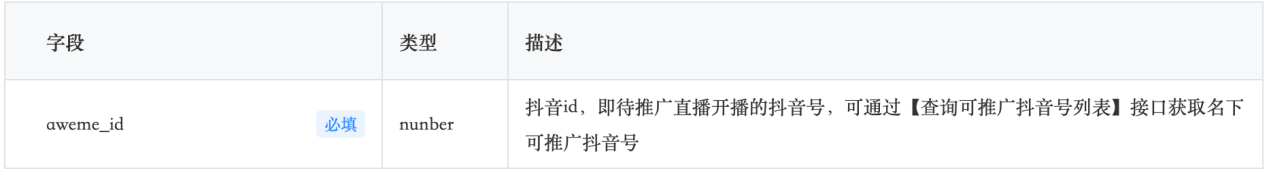 字段 类型 描述
aweme_id 必填 nunber 抖音id，即待推广直播开播的抖音号，可通过【查询可推广抖音号列表】接口获取名下
可推广抖音号